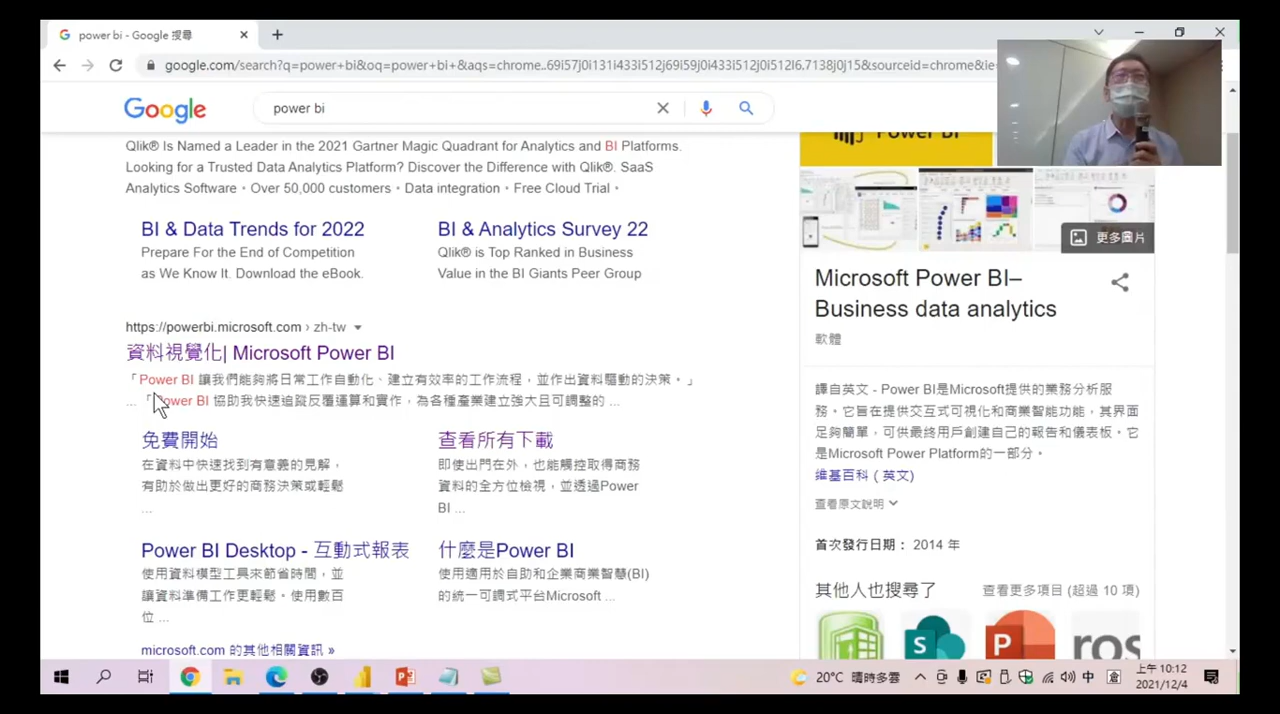 power bi - Google 搜尋
google.com/search?q=power+bi&oq=power+bi+&aqs=chrome..69i57j0i131i433i512j69i59j0i433i512j0i512l6.7138j0j15&sourceid=chrome&ie
Google
power bi
Qlik® Is Named a Leader in the 2021 Gartner Magic Quadrant for Analytics and BI Platforms.
Looking for a Trusted Data Analytics Platform? Discover the Difference with Qlik®. SaaS
Analytics Software · Over 50,000 customers · Data integration · Free Cloud Trial ·
BI & Data Trends for 2022
Prepare For the End of Competition
as We Know It. Download the eBook.
BI & Analytics Survey 22
Qlik® is Top Ranked in Business
Value in the BI Giants Peer Group
https://powerbi.microsoft.com › zh-tw
資料視覺化| Microsoft Power BI
「Power BI 讓我們能夠將日常工作自動化、建立有效率的工作流程，並作出資料驅動的決策。」
... 「Power BI 協助我快速追蹤反覆運算和實作，為各種產業建立強大且可調整的 ...
免費開始
在資料中快速找到有意義的見解，
有助於做出更好的商務決策或輕鬆
...
查看所有下載
即使出門在外，也能觸控取得商務
資料的全方位檢視，並透過Power
BI ...
Power BI Desktop - 互動式報表
使用資料模型工具來節省時間，並
讓資料準備工作更輕鬆。使用數百
位 ...
什麼是Power BI
使用適用於自助和企業商業智慧(BI)
的統一可調式平台Microsoft ...
microsoft.com 的其他相關資訊 »
Power BI
更多圖片
Microsoft Power BI–
Business data analytics
軟體
譯自英文 - Power BI是Microsoft提供的業務分析服
務。它旨在提供交互式可視化和商業智能功能，其界面
足夠簡單，可供最終用戶創建自己的報告和儀表板。它
是Microsoft Power Platform的一部分。
維基百科 ( 英文)
查看原文說明
首次發行日期： 2014 年
其他人也搜尋了
查看更多項目 (超過 10 項)
S
P
ros
20°C 晴時多雲
中
倉
上午 10:12
2021/12/4